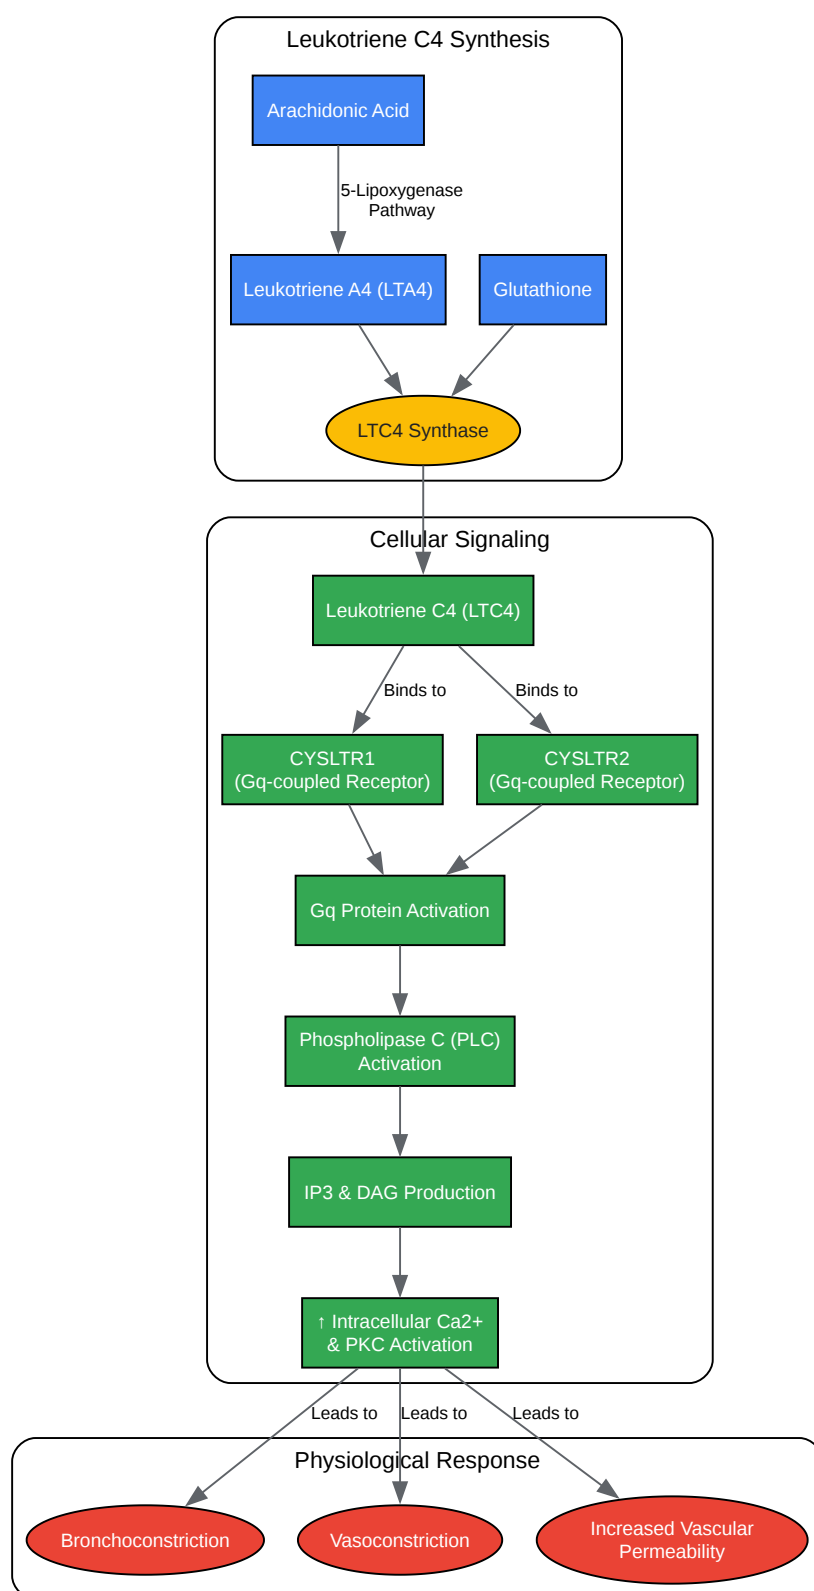 Leukotriene C4 Synthesis
Arachidonic Acid
5-Lipoxygenase
Pathway
Leukotriene A4 (LTA4)
Glutathione
LTC4 Synthase
Cellular Signaling
Leukotriene C4 (LTC4)
Binds to
Binds to
CYSLTR1
(Gq-coupled Receptor)
CYSLTR2
(Gq-coupled Receptor)
Gq Protein Activation
Phospholipase C (PLC)
Activation
IP3 & DAG Production
↑ Intracellular Ca2+
& PKC Activation
Leads to
Leads to
Leads to
Physiological Response
Bronchoconstriction
Vasoconstriction
Increased Vascular
Permeability